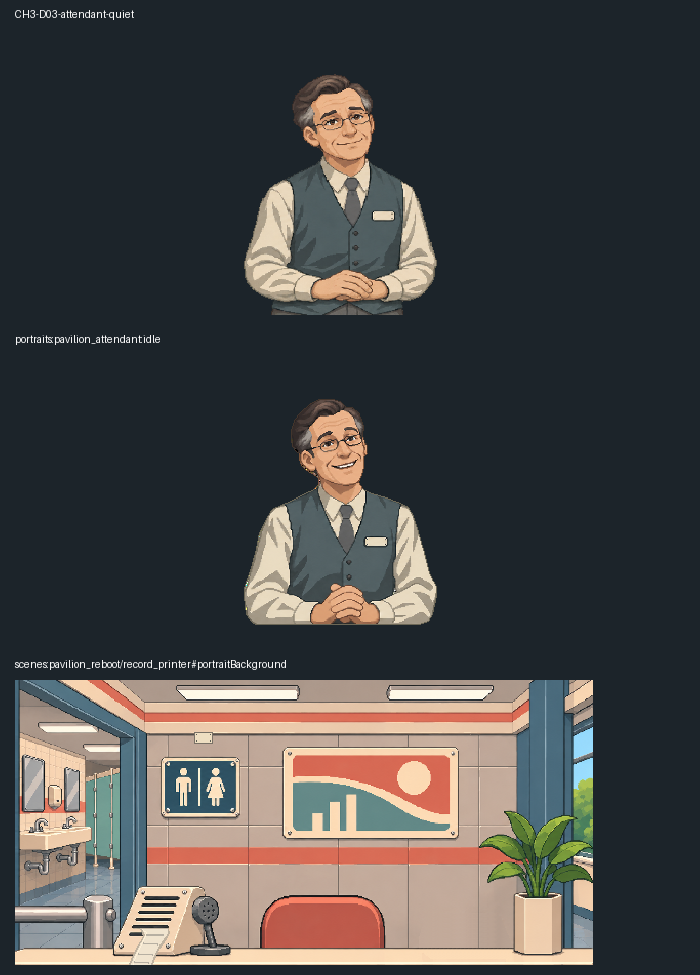 CH3-D03-attendant-quiet
portraits:pavilion_attendant:idle
scenes:pavilion_reboot/record_printer#portraitBackground